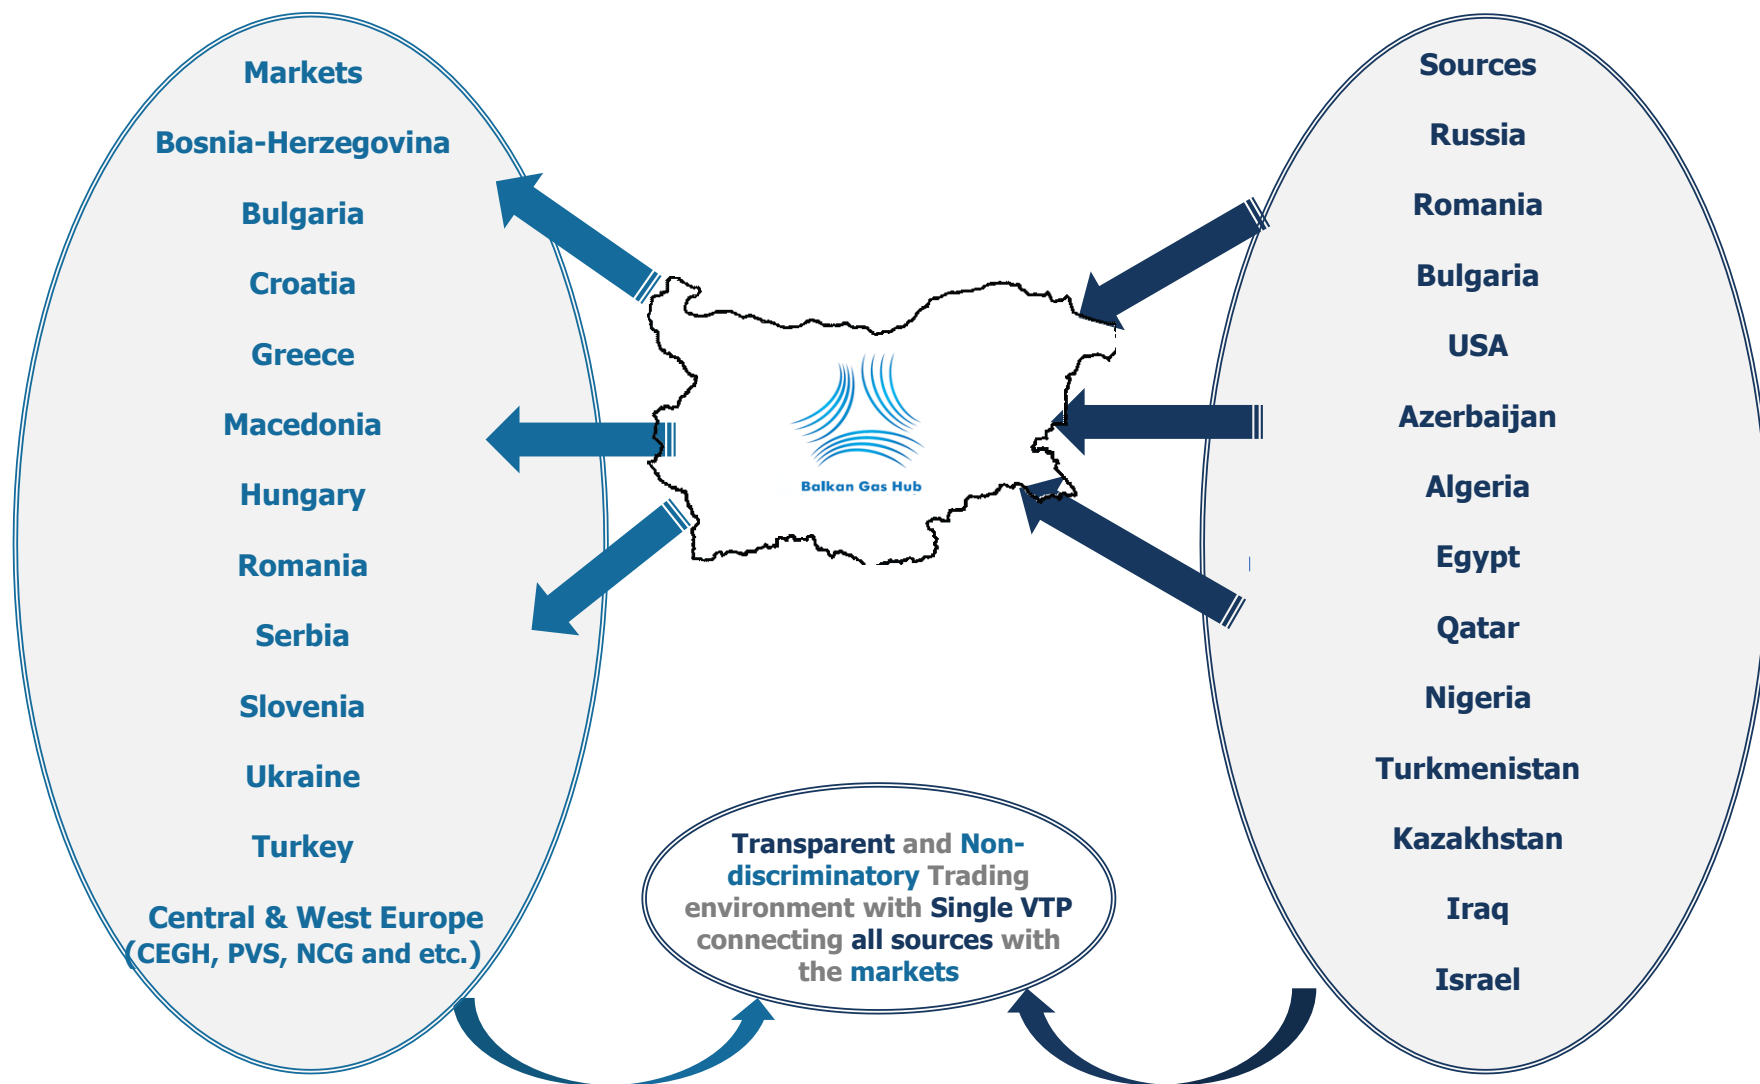 Markets
Bosnia-Herzegovina
Bulgaria
Croatia
Greece
Macedonia
Hungary
Romania
Serbia
Slovenia
Ukraine
Turkey
Central & West Europe
(CEGH, PVS, NCG and etc.)
Balkan Gas Hub
Transparent and Non-
discriminatory Trading
environment with Single VTP
connecting all sources with
the markets
Sources
Russia
Romania
Bulgaria
USA
Azerbaijan
Algeria
Egypt
Qatar
Nigeria
Turkmenistan
Kazakhstan
Iraq
Israel